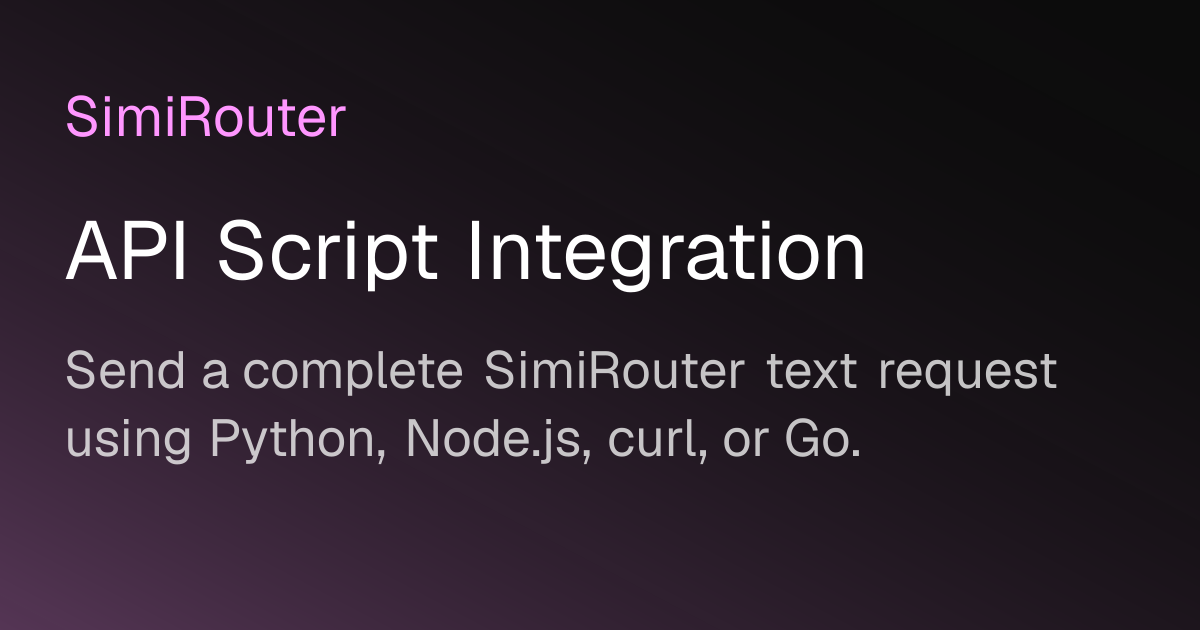 SimiRouter
API Script Integration
Send a complete SimiRouter text request
using Python, Node.js, curl, or Go.